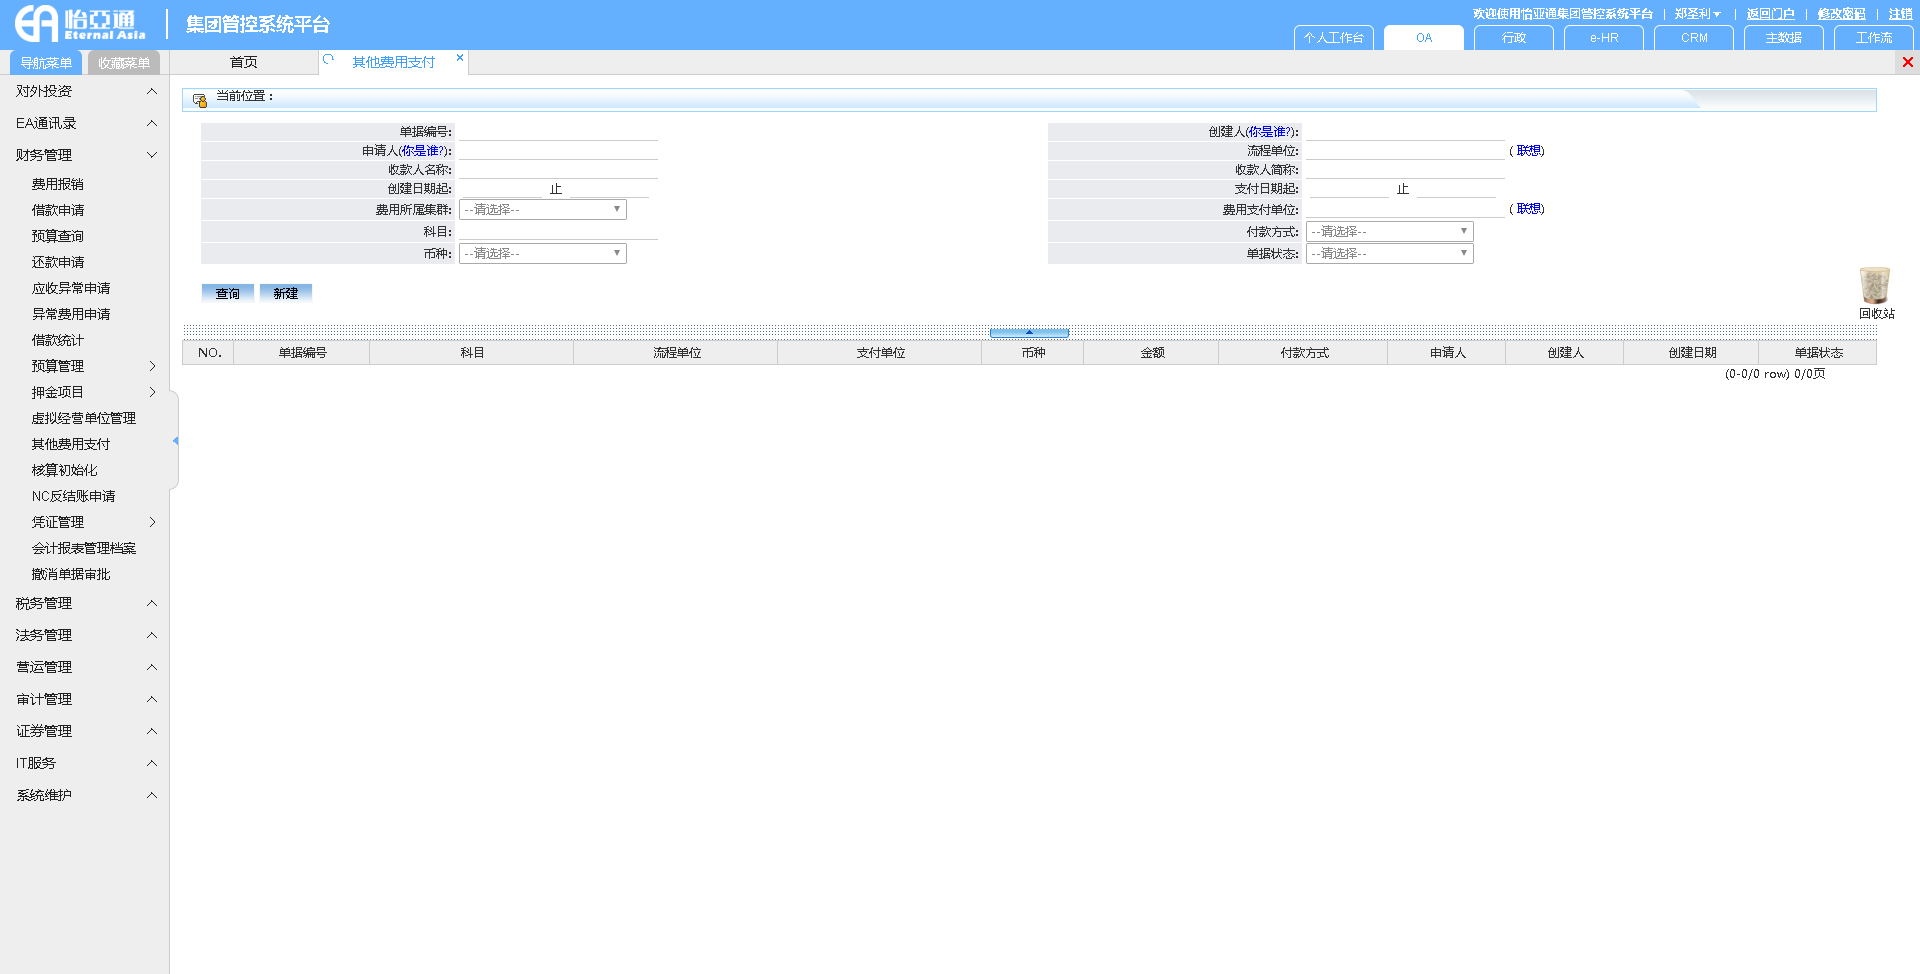 怡亞通
Eternal Asia
集团管控系统平台
欢迎使用怡亚通集团管控系统平台 | 郑圣利▼ | 返回门户 | 修改密码 | 注销
个人工作台 OA 行政 e-HR CRM 主数据 工作流
导航菜单 收藏菜单 首页 其他费用支付
对外投资
EA通讯录
财务管理
费用报销
借款申请
预算查询
还款申请
应收异常申请
异常费用申请
借款统计
预算管理
押金项目
虚拟经营单位管理
其他费用支付
核算初始化
NC反结账申请
凭证管理
会计报表管理档案
撤消单据审批
税务管理
法务管理
营运管理
审计管理
证券管理
IT服务
系统维护
当前位置：
单据编号: 创建人(你是谁?):
申请人(你是谁?): 流程单位: ( 联想)
收款人名称: 收款人简称:
创建日期起: 止 支付日期起: 止
费用所属集群: --请选择-- 费用支付单位: ( 联想)
科目: 付款方式: --请选择--
币种: --请选择-- 单据状态: --请选择--
查询 新建
回收站
NO. 单据编号 科目 流程单位 支付单位 币种 金额 付款方式 申请人 创建人 创建日期 单据状态
(0-0/0 row) 0/0页